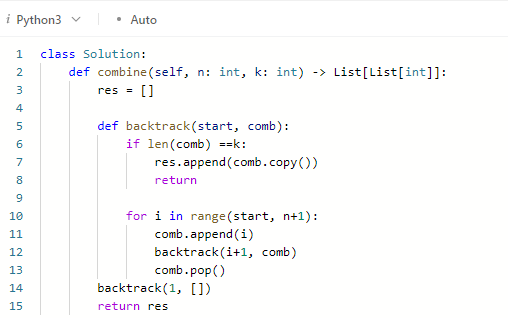 i Python3 • Auto
1 class Solution:
2     def combine(self, n: int, k: int) -> List[List[int]]:
3         res = []
4
5         def backtrack(start, comb):
6             if len(comb) ==k:
7                 res.append(comb.copy())
8                 return
9
10             for i in range(start, n+1):
11                 comb.append(i)
12                 backtrack(i+1, comb)
13                 comb.pop()
14         backtrack(1, [])
15         return res